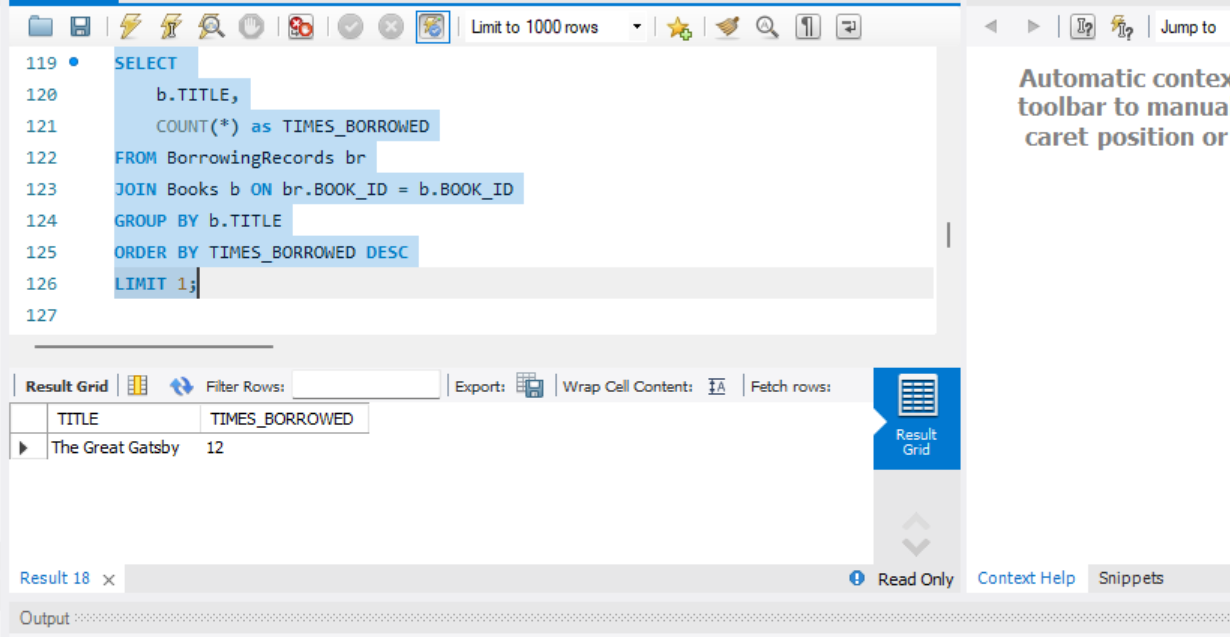 Limit to 1000 rows
Jump to
119 SELECT
120 b.TITLE,
121 COUNT(*) as TIMES_BORROWED
122 FROM BorrowingRecords br
123 JOIN Books b ON br.BOOK_ID = b.BOOK_ID
124 GROUP BY b.TITLE
125 ORDER BY TIMES_BORROWED DESC
126 LIMIT 1;
127
Automatic contex
toolbar to manua
caret position or
Result Grid Filter Rows: Export: Wrap Cell Content: Fetch rows:
TITLE TIMES_BORROWED
The Great Gatsby 12
Result
Grid
Result 18 Read Only Context Help Snippets
Output